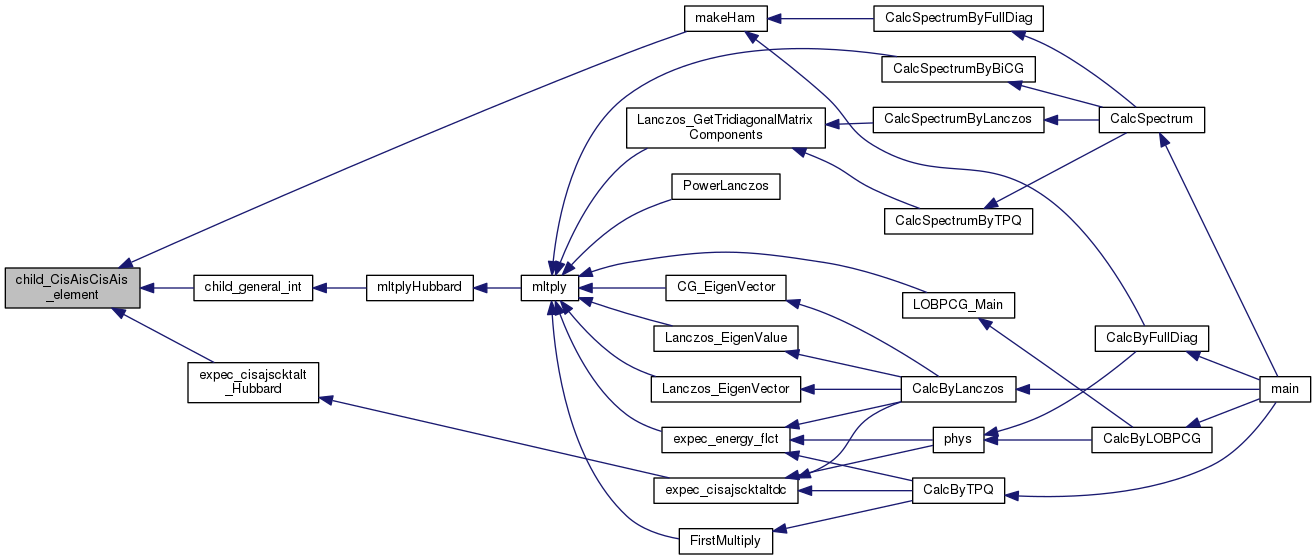 makeHam
CalcSpectrumByFullDiag
CalcSpectrumByBiCG
Lanczos_GetTridiagonalMatrix
Components
CalcSpectrumByLanczos
CalcSpectrum
PowerLanczos
CalcSpectrumByTPQ
child_CisAisCisAis
_element
child_general_int
mltplyHubbard
mltply
CG_EigenVector
LOBPCG_Main
Lanczos_EigenValue
CalcByFullDiag
expec_cisajscktalt
_Hubbard
Lanczos_EigenVector
CalcByLanczos
main
expec_energy_flct
phys
CalcByLOBPCG
expec_cisajscktaltdc
CalcByTPQ
FirstMultiply